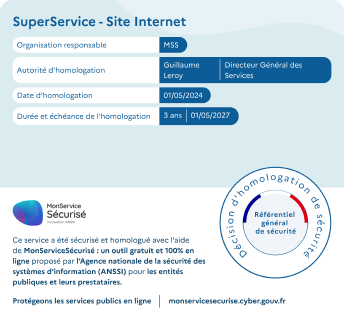 SuperService - Site Internet
Organisation responsable
MSS
Autorité d'homologation
Guillaume
Leroy
Directeur Général des
Services
Date d'homologation
01/05/2024
Durée et échéance de l'homologation
3 ans
01/05/2027
MonService
Sécurisé
Innovation ANSSI
Décision d'homologation de sécurité
Référentiel
général
de sécurité
Ce service a été sécurisé et homologué avec l'aide
de MonServiceSécurisé : un outil gratuit et 100% en
ligne proposé par l'Agence nationale de la sécurité des
systèmes d'information (ANSSI) pour les entités
publiques et leurs prestataires.
Protégeons les services publics en ligne
monservicesecurise.cyber.gouv.fr